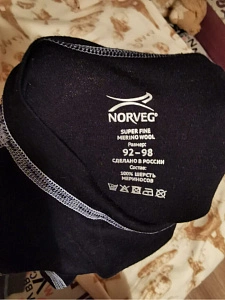 NORVEG®
SUPER FINE
MERINO WOOL
Размер:
92-98
СДЕЛАНО В РОССИИ
Состав:
100% ШЕРСТЬ
МЕРИНОСОВ